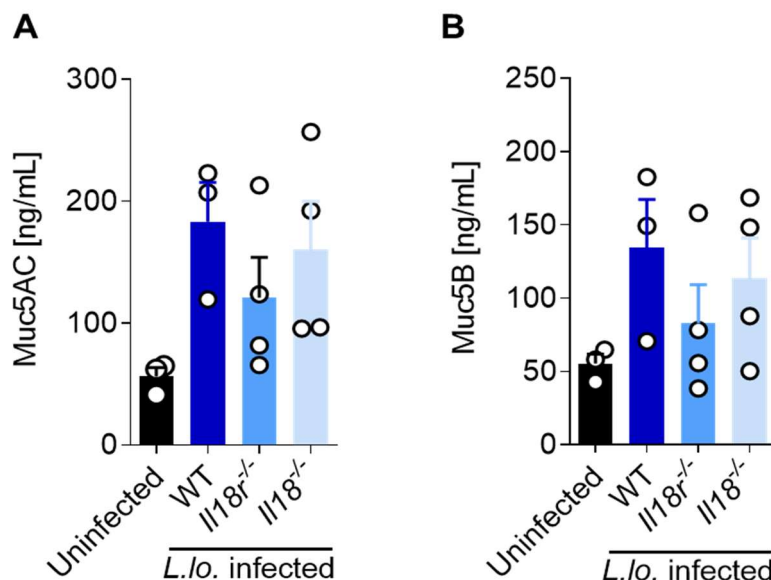 A
Muc5AC [ng/mL]
300
200
100
0
Uninfected
WT
Il18r-/-
Il18-/-
L.lo. infected
B
Muc5B [ng/mL]
250
200
150
100
50
0
Uninfected
WT
Il18r-/-
Il18-/-
L.lo. infected